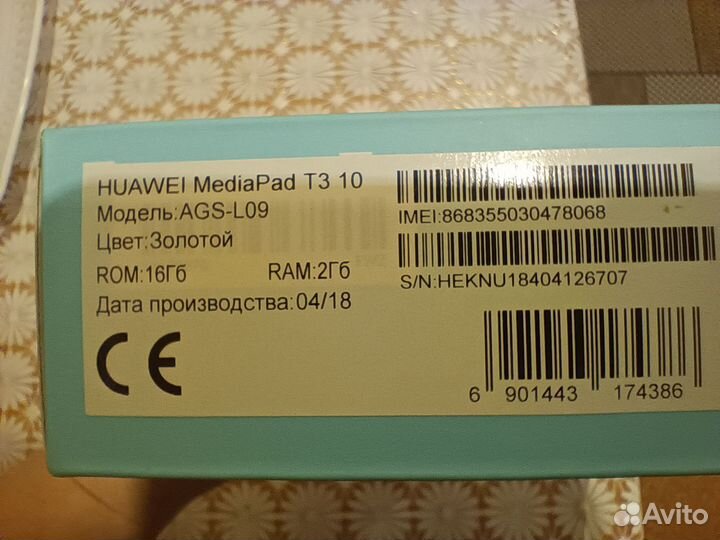 HUAWEI MediaPad T3 10
Модель:AGS-L09
Цвет:Золотой
ROM:16Гб RAM:2Гб
Дата производства:04/18
CE
IMEI:868355030478068
S/N:HEKNU18404126707
6 901443 174386
Avito